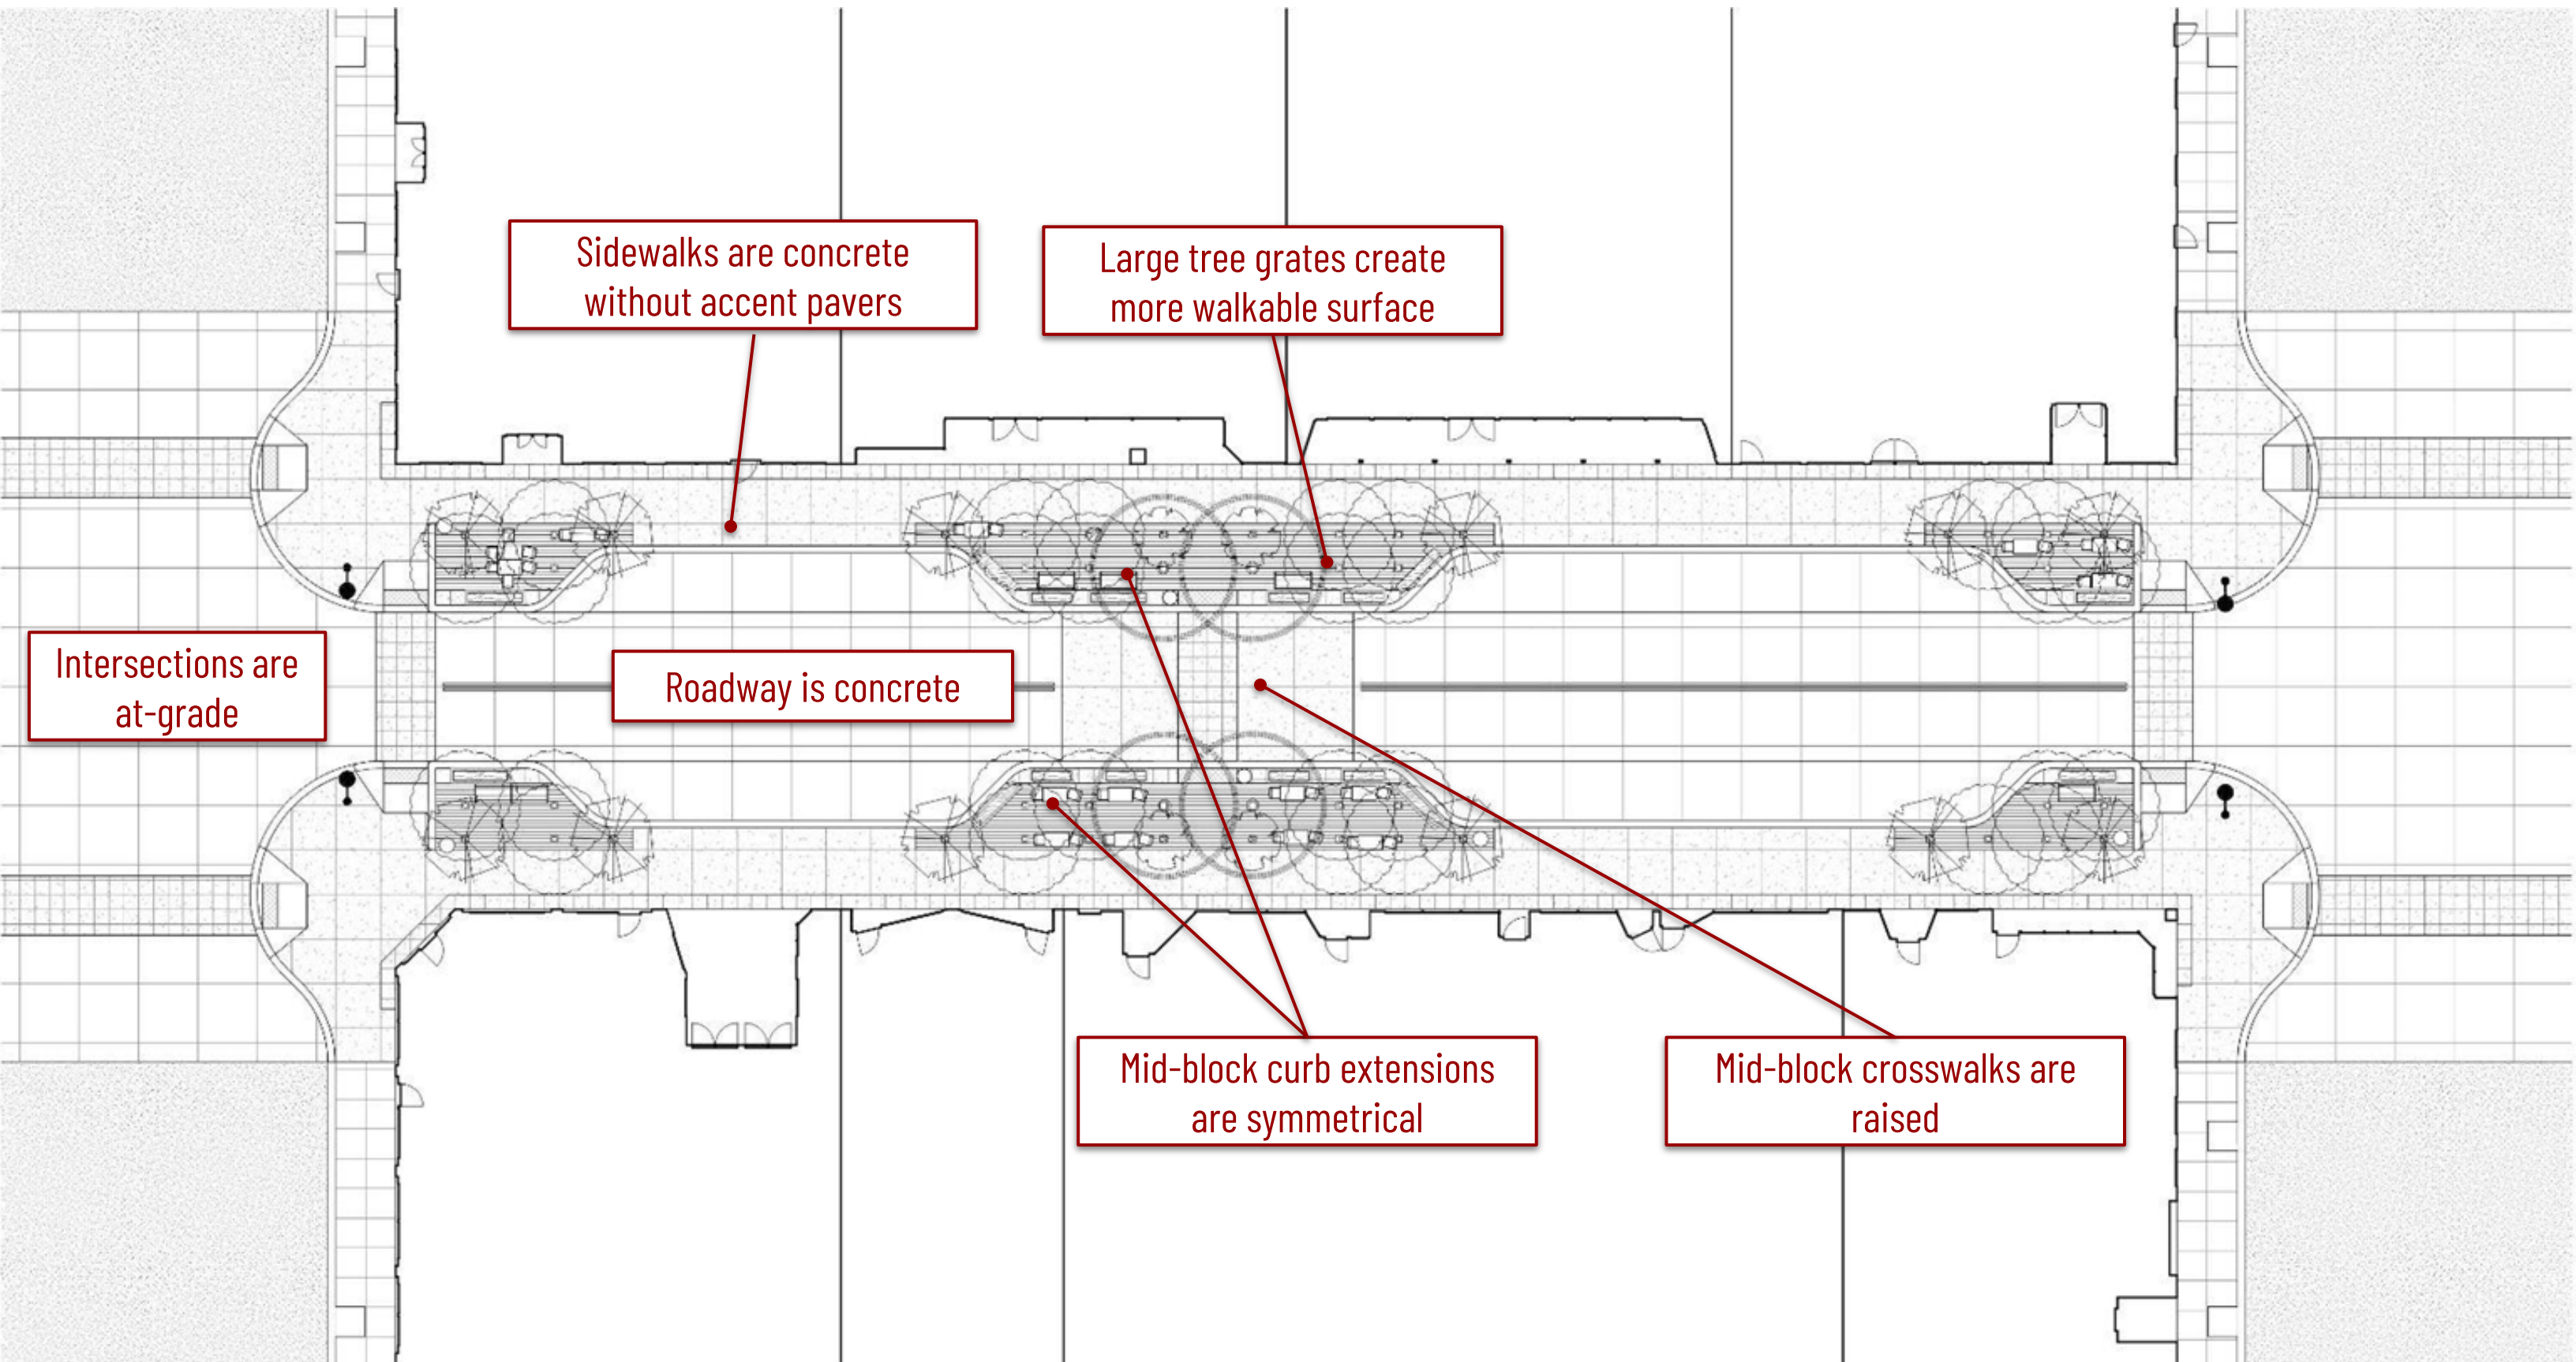 Sidewalks are concrete
without accent pavers
Large tree grates create
more walkable surface
Intersections are
at-grade
Roadway is concrete
Mid-block curb extensions
are symmetrical
Mid-block crosswalks are
raised